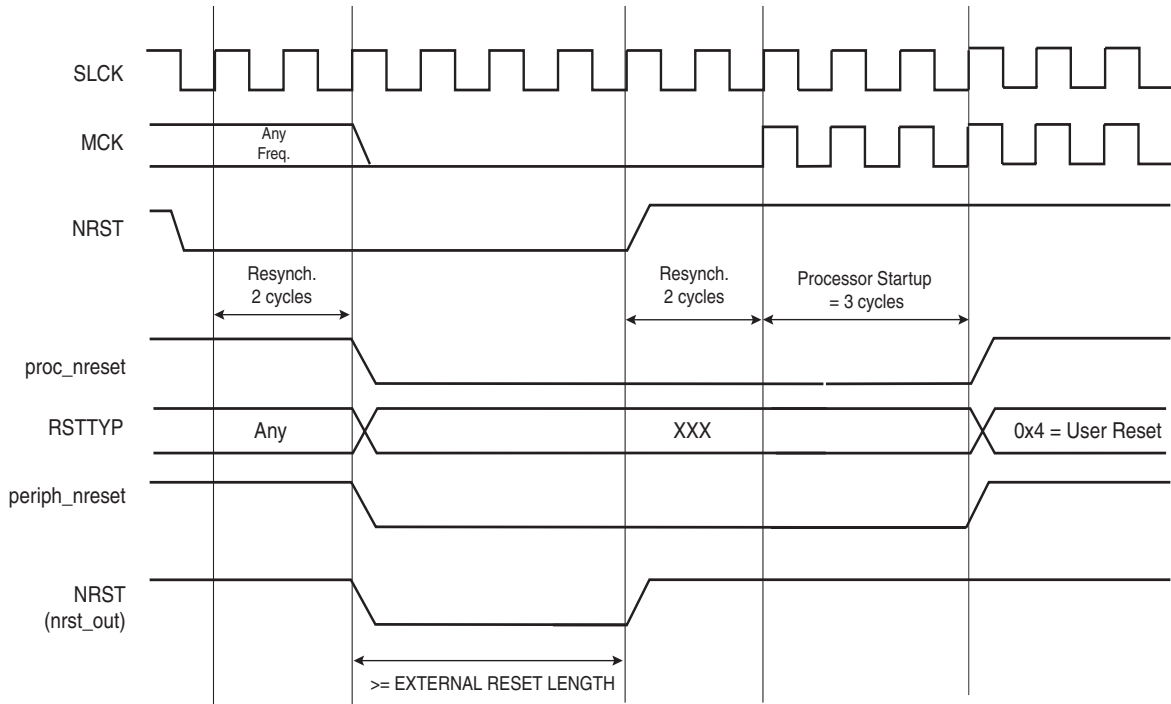 SLCK
MCK
Any
Freq.
NRST
Resynch.
2 cycles
Resynch.
2 cycles
Processor Startup
= 3 cycles
proc_nreset
RSTTYP
Any
XXX
0x4 = User Reset
periph_nreset
NRST
(nrst_out)
>= EXTERNAL RESET LENGTH